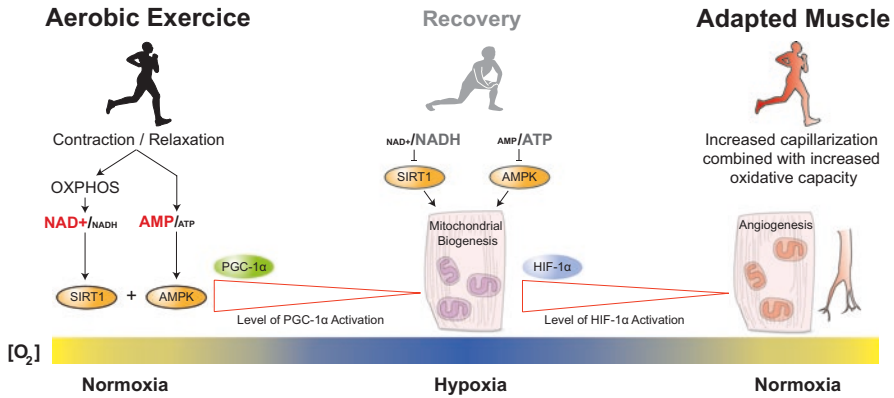 Aerobic Exercice
Recovery
Adapted Muscle
Contraction / Relaxation
OXPHOS
NAD+/NADH
AMP/ATP
SIRT1
+
AMPK
PGC-1α
Level of PGC-1α Activation
NAD+/NADH
AMP/ATP
SIRT1
AMPK
Mitochondrial
Biogenesis
HIF-1α
Level of HIF-1α Activation
Increased capillarization
combined with increased
oxidative capacity
Angiogenesis
[O₂]
Normoxia
Hypoxia
Normoxia